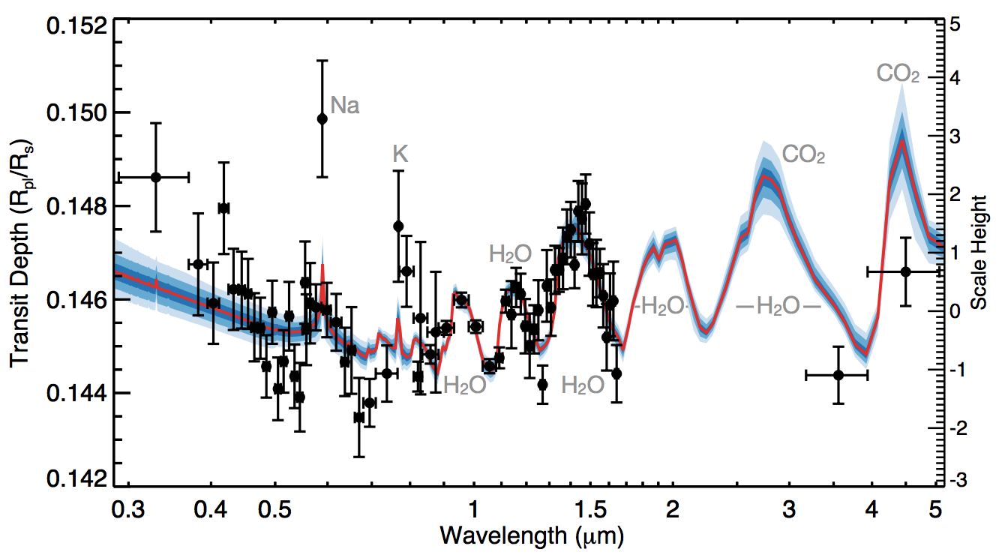 0.152
0.150
0.148
0.146
0.144
0.142
Transit Depth (Rpl/Rs)
Na
K
H2O
H2O
H2O
H2O
H2O
CO2
CO2
5
4
3
2
1
0
-1
-2
-3
Scale Height
0.3 0.4 0.5 1 1.5 2 3 4 5
Wavelength (μm)